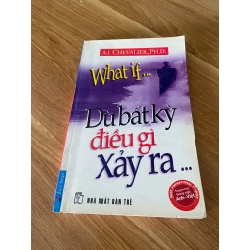 A.J. CHEVALIER, PH.D.
What if...
Dù bất kỳ
điều gì
Xảy ra...
NHÀ XUẤT BẢN TRẺ